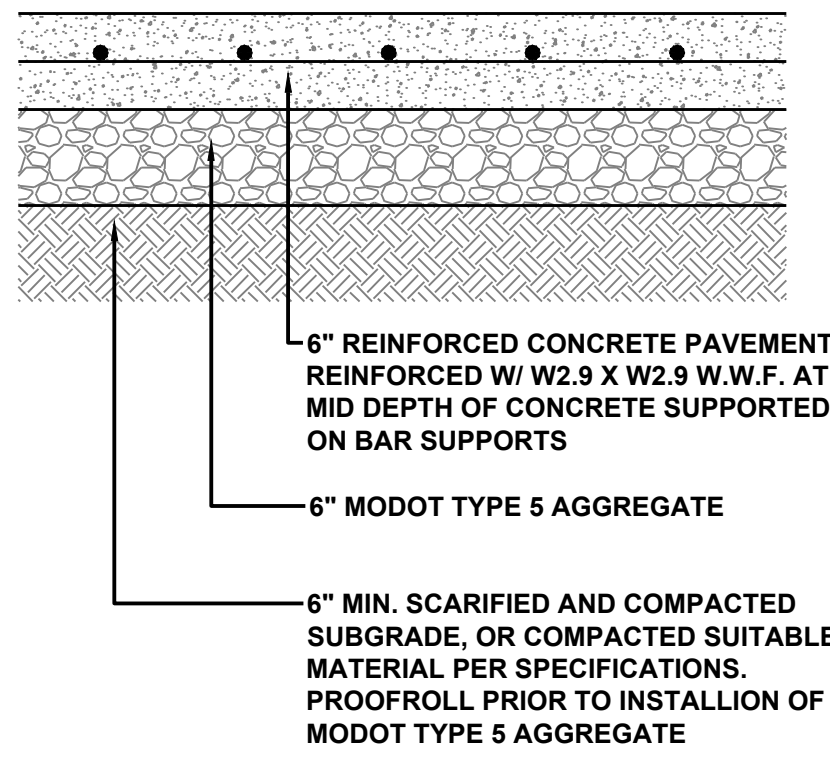 6" REINFORCED CONCRETE PAVEMENT
REINFORCED W/ W2.9 X W2.9 W.W.F. AT
MID DEPTH OF CONCRETE SUPPORTED
ON BAR SUPPORTS
6" MODOT TYPE 5 AGGREGATE
6" MIN. SCARIFIED AND COMPACTED
SUBGRADE, OR COMPACTED SUITABLE
MATERIAL PER SPECIFICATIONS.
PROOFROLL PRIOR TO INSTALLION OF
MODOT TYPE 5 AGGREGATE